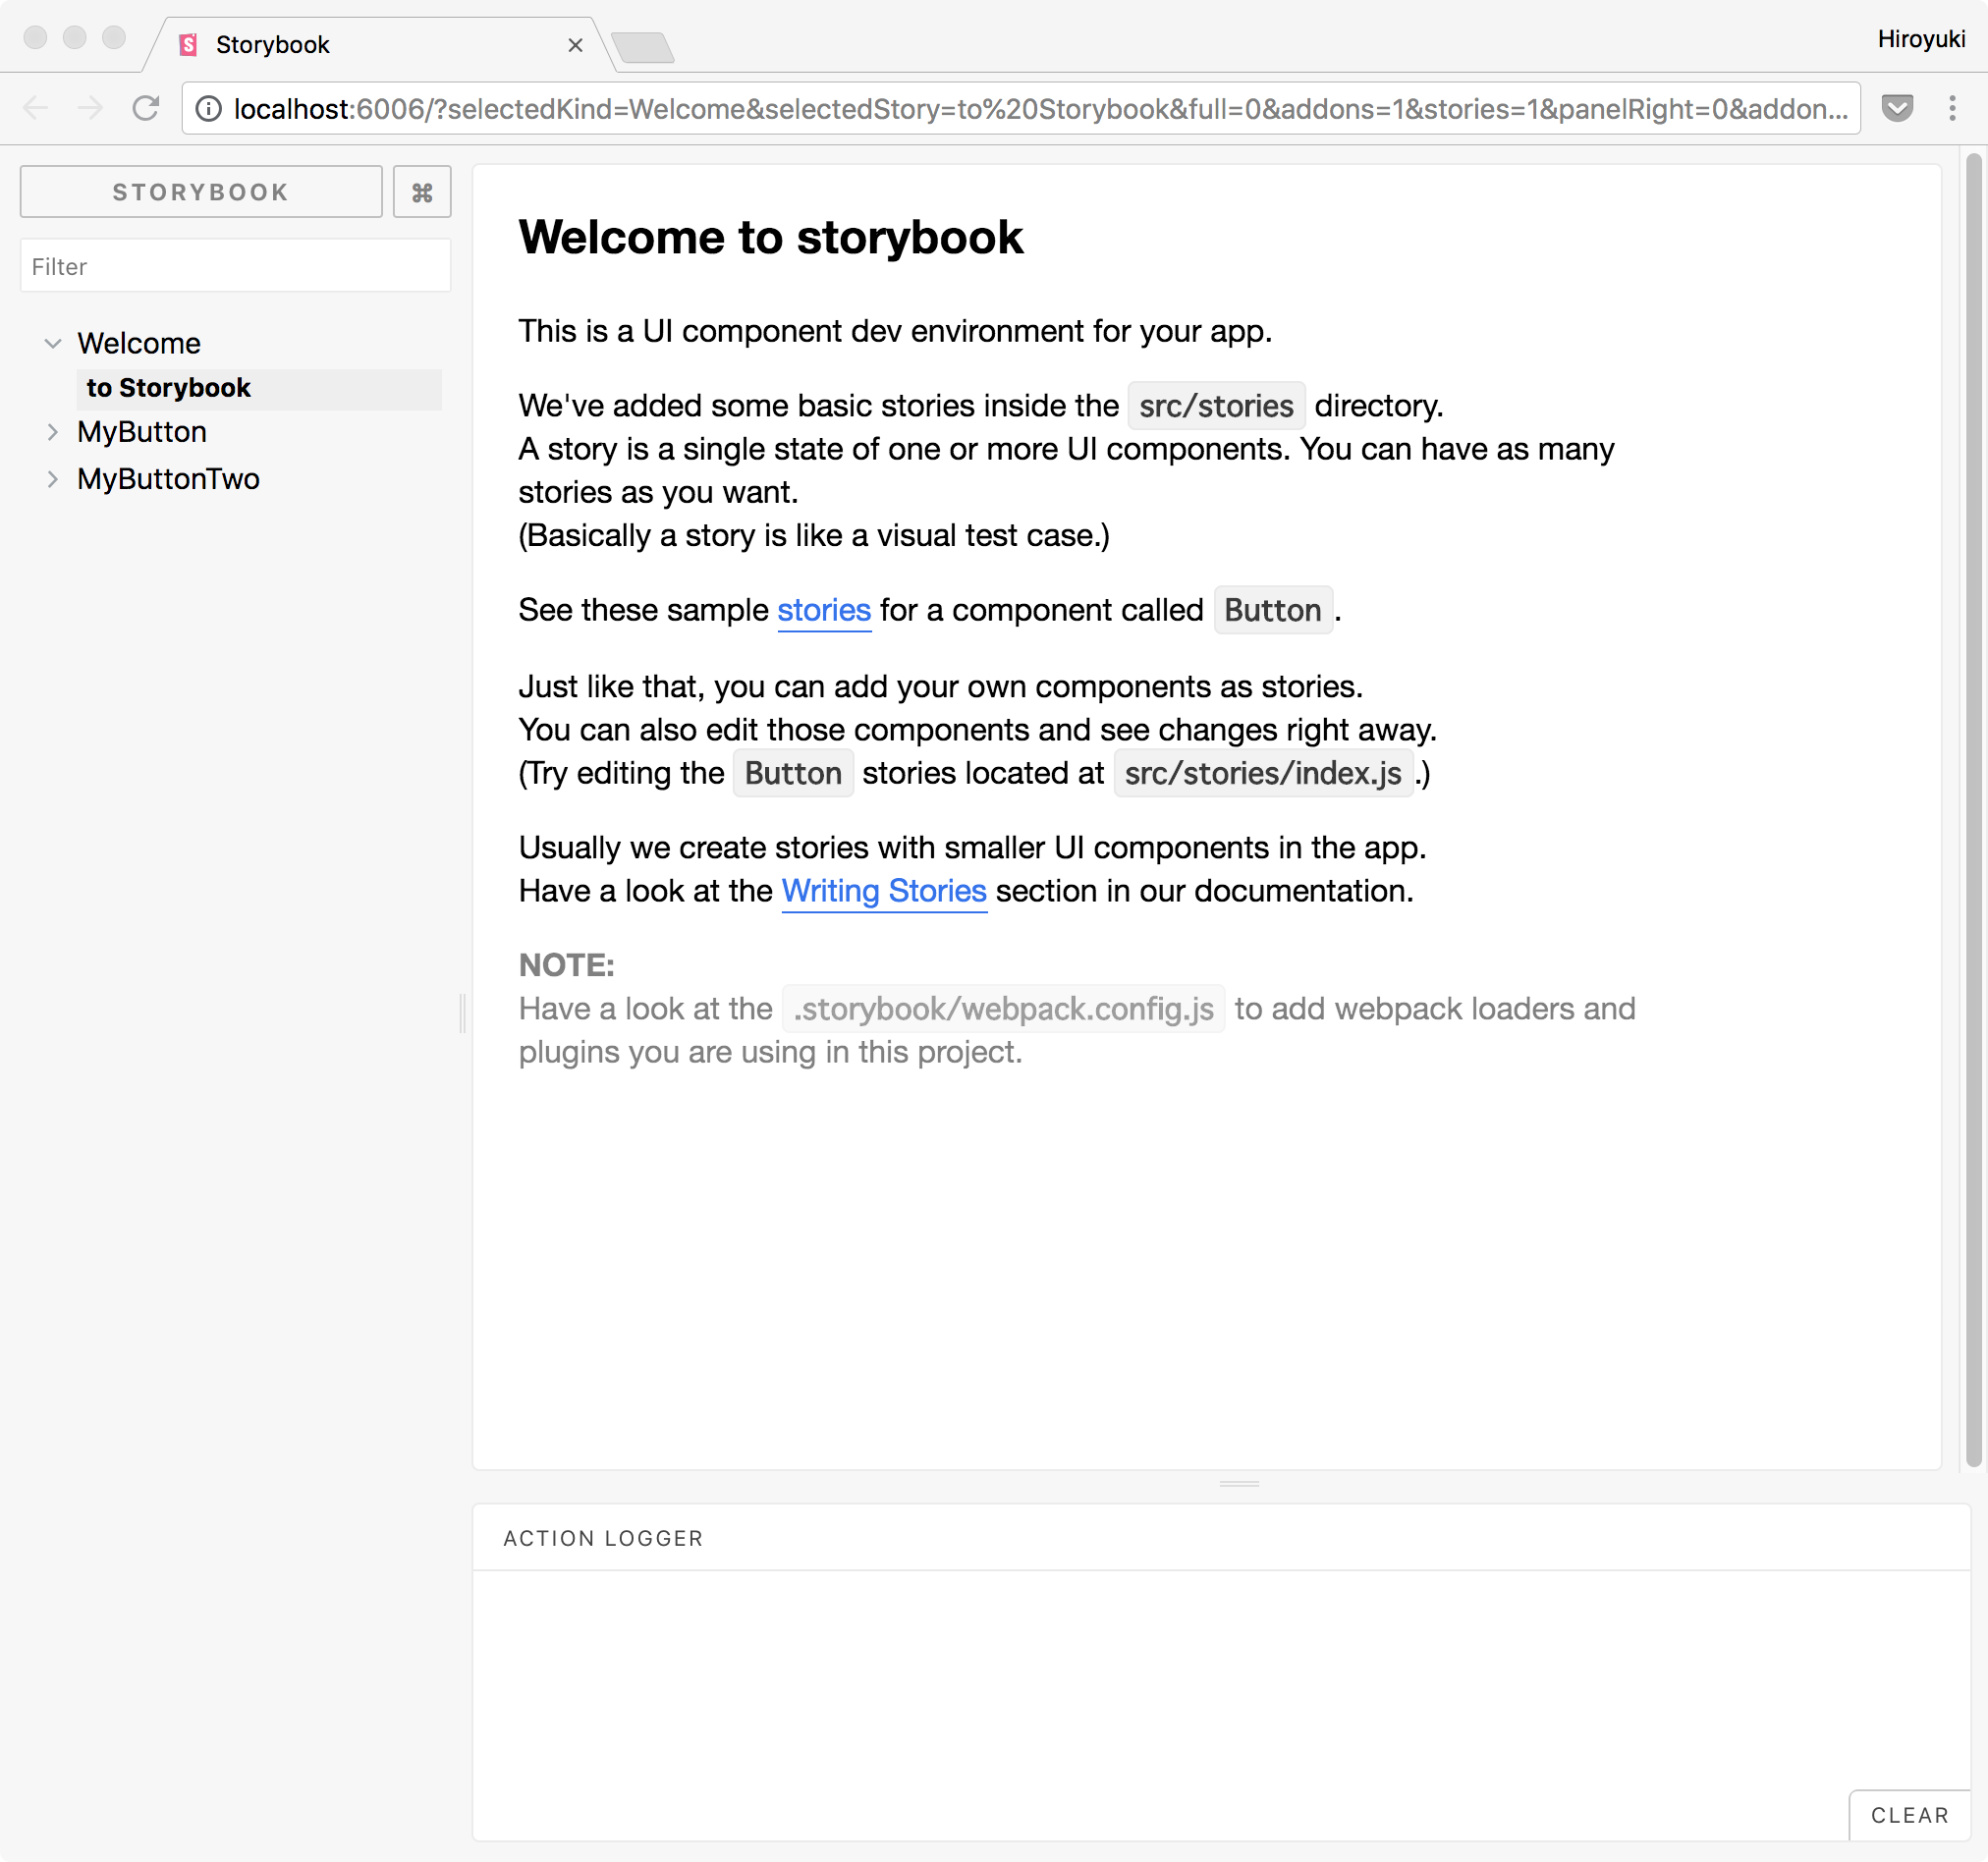 Storybook
Hiroyuki
localhost:6006/?selectedKind=Welcome&selectedStory=to%20Storybook&full=0&addons=1&stories=1&panelRight=0&addon...
STORYBOOK ⌘
Filter
Welcome
to Storybook
MyButton
MyButtonTwo
Welcome to storybook
This is a UI component dev environment for your app.
We've added some basic stories inside the src/stories directory.
A story is a single state of one or more UI components. You can have as many
stories as you want.
(Basically a story is like a visual test case.)
See these sample stories for a component called Button.
Just like that, you can add your own components as stories.
You can also edit those components and see changes right away.
(Try editing the Button stories located at src/stories/index.js.)
Usually we create stories with smaller UI components in the app.
Have a look at the Writing Stories section in our documentation.
NOTE:
Have a look at the .storybook/webpack.config.js to add webpack loaders and
plugins you are using in this project.
ACTION LOGGER
CLEAR